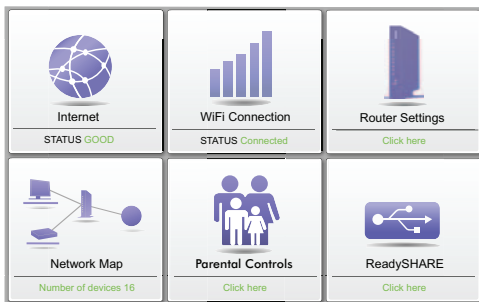 Internet
STATUS GOOD
WiFi Connection
STATUS Connected
Router Settings
Click here
Network Map
Number of devices 16
Parental Controls
Click here
ReadySHARE
Click here